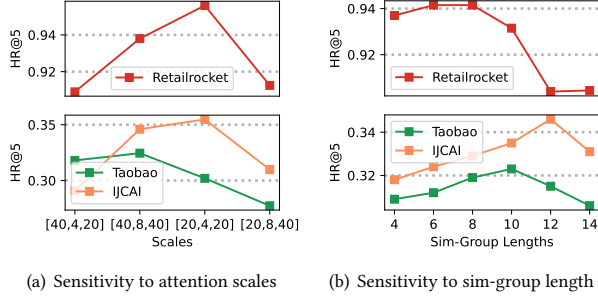 HR@5
0.94
0.92
Retailrocket
HR@5
0.35
0.30
Taobao
IJCAI
[40,4,20] [40,8,40] [20,4,20] [20,8,40]
Scales
(a) Sensitivity to attention scales
HR@5
0.94
0.92
Retailrocket
HR@5
0.34
0.32
Taobao
IJCAI
4 6 8 10 12 14
Sim-Group Lengths
(b) Sensitivity to sim-group length